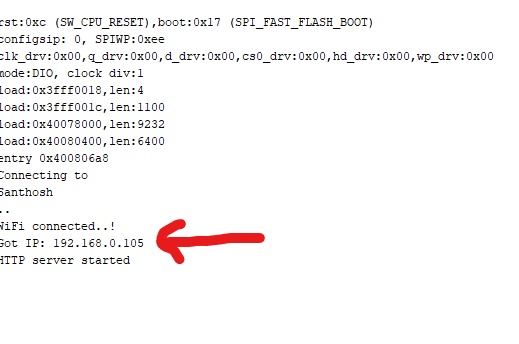 rst:0xc (SW_CPU_RESET),boot:0x17 (SPI_FAST_FLASH_BOOT)
configsip: 0, SPIWP:0xee
clk_drv:0x00,q_drv:0x00,d_drv:0x00,cs0_drv:0x00,hd_drv:0x00,wp_drv:0x00
mode:DIO, clock div:1
load:0x3fff0018,len:4
load:0x3fff001c,len:1100
load:0x40078000,len:9232
load:0x40080400,len:6400
entry 0x400806a8
Connecting to
Santhosh
..
WiFi connected..!
Got IP: 192.168.0.105
HTTP server started